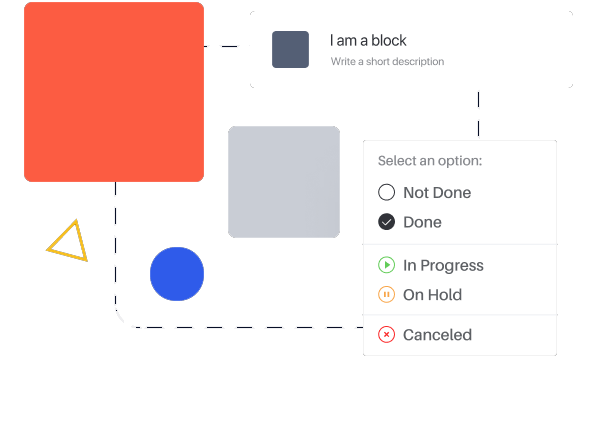 I am a block
Write a short description
Select an option:
Not Done
Done
In Progress
On Hold
Canceled